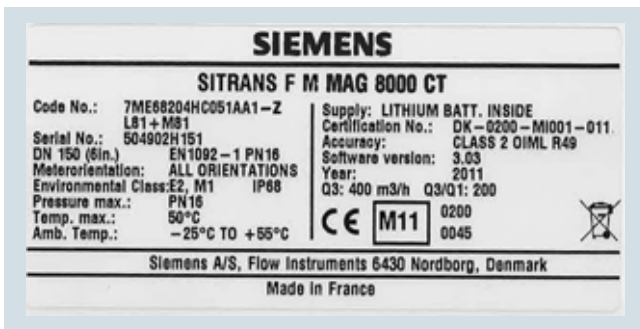 SIEMENS
SITRANS F M MAG 8000 CT
Code No.: 7ME68204HC051AA1-Z
L81+M81
Serial No.: 504902H151
DN 150 (6in.) EN1092-1 PN16
Meterorientation: ALL ORIENTATIONS
Environmental Class:E2, M1 IP68
Pressure max.: PN16
Temp. max.: 50°C
Amb. Temp.: -25°C TO +55°C
Supply: LITHIUM BATT. INSIDE
Certification No.: DK-0200-MI001-011
Accuracy: CLASS 2 OIML R49
Software version: 3.03
Year: 2011
Q3: 400 m3/h Q3/Q1: 200
CE M11 0200
0045
Siemens A/S, Flow Instruments 6430 Nordborg, Denmark
Made in France